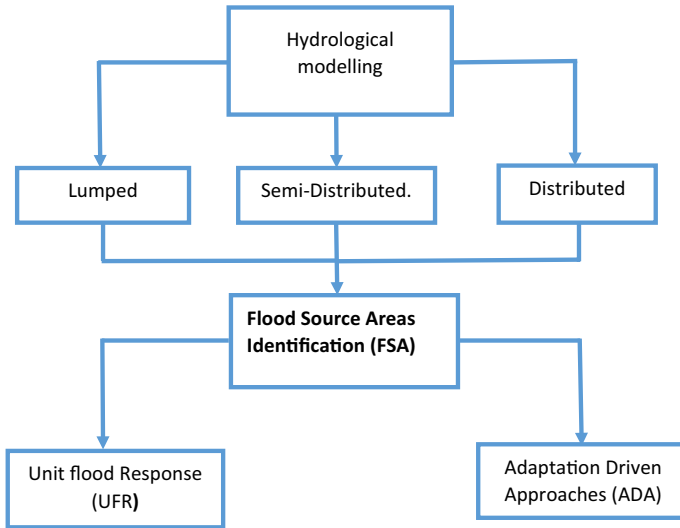 Hydrological
modelling
Lumped
Semi-Distributed.
Distributed
Flood Source Areas
Identification (FSA)
Unit flood Response
(UFR)
Adaptation Driven
Approaches (ADA)